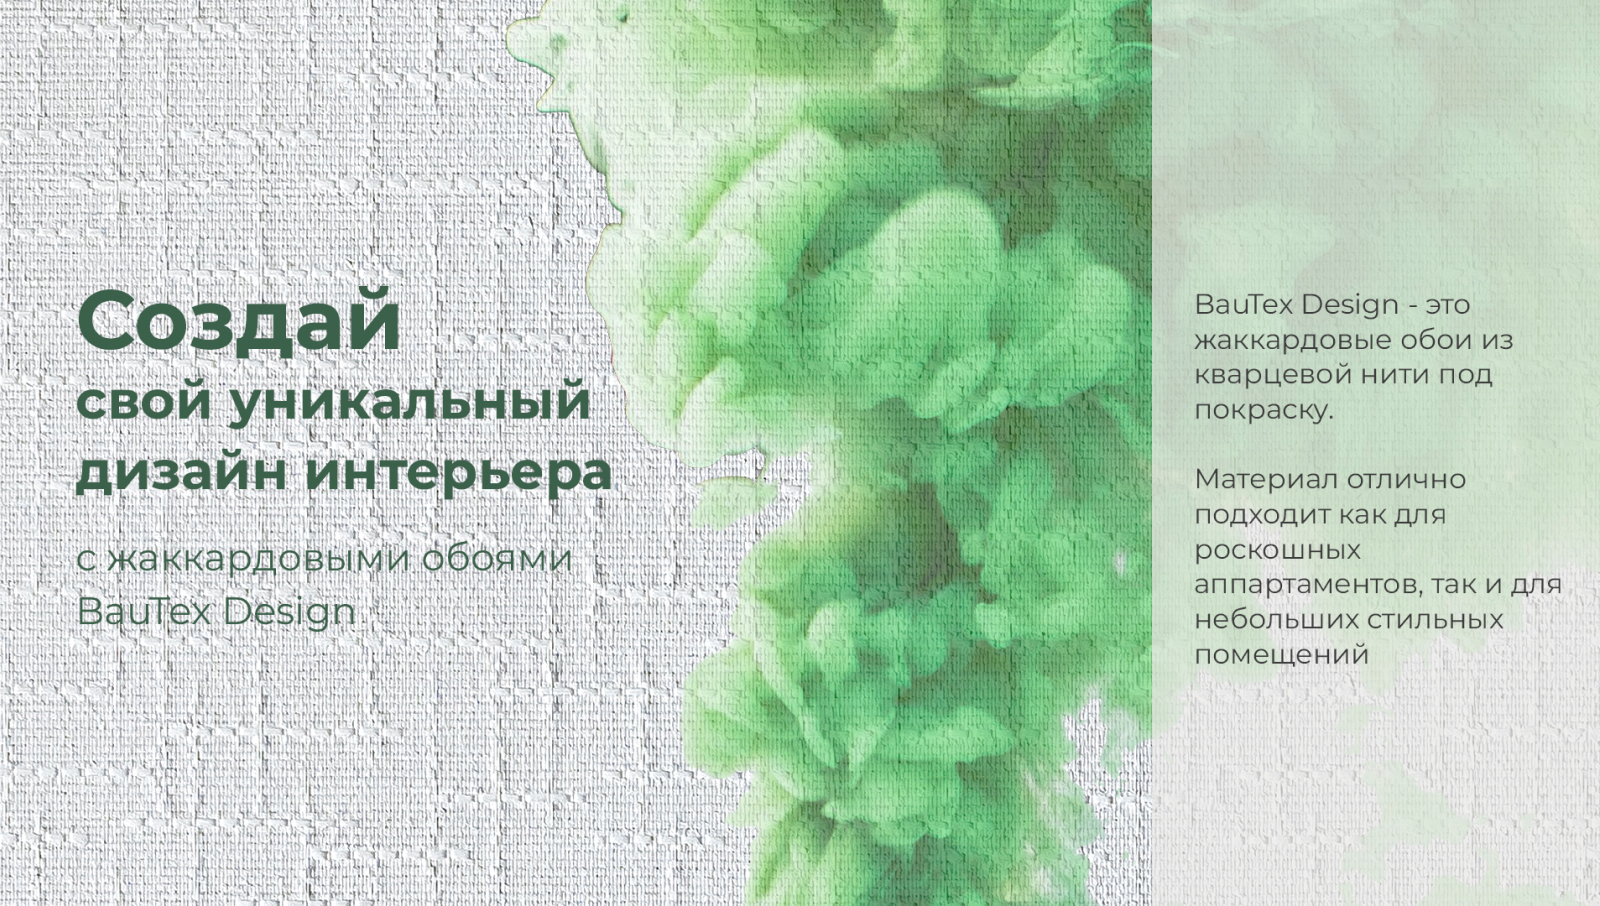 Создай
свой уникальный
дизайн интерьера
с жаккардовыми обоями
BauTex Design
BauTex Design - это
жаккардовые обои из
кварцевой нити под
покраску.
Материал отлично
подходит как для
роскошных
аппартаментов, так и для
небольших стильных
помещений